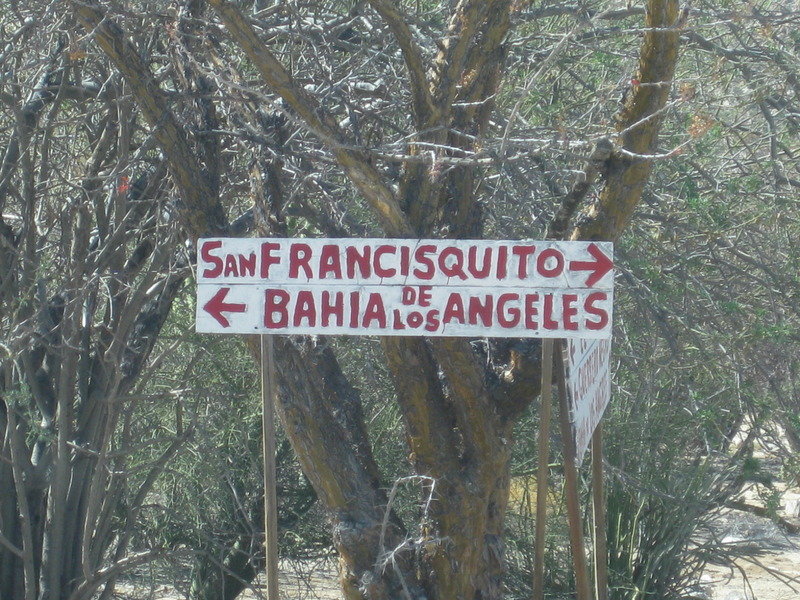 SAN FRANCISQUITO →
← BAHIA DE LOS ANGELES